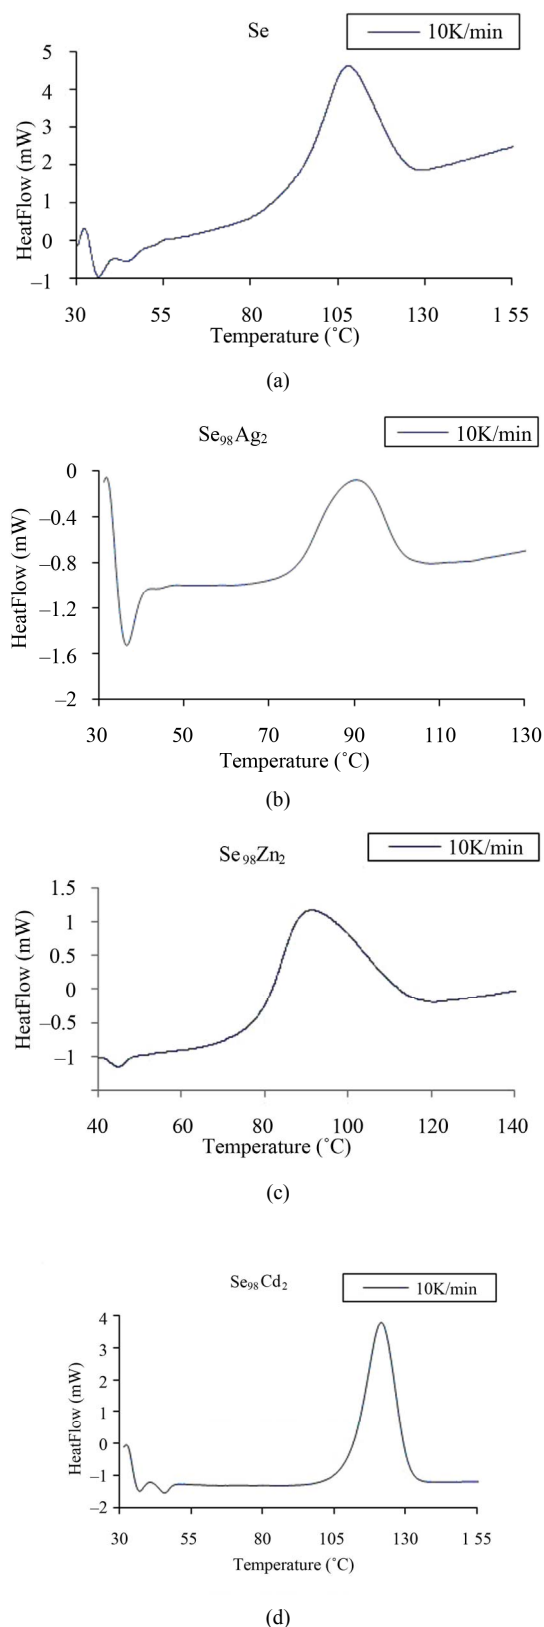 Se
10K/min
5
4
3
2
1
0
–1
HeatFlow (mW)
30 55 80 105 130 1 55
Temperature (˚C)
(a)
Se98Ag2
10K/min
0
–0.4
–0.8
–1.2
–1.6
–2
HeatFlow (mW)
30 50 70 90 110 130
Temperature (˚C)
(b)
Se98Zn2
10K/min
1.5
1
0.5
0
–0.5
–1
HeatFlow (mW)
40 60 80 100 120 140
Temperature (˚C)
(c)
Se98Cd2
10K/min
4
3
2
1
0
–1
–2
HeatFlow (mW)
30 55 80 105 130 1 55
Temperature (˚C)
(d)